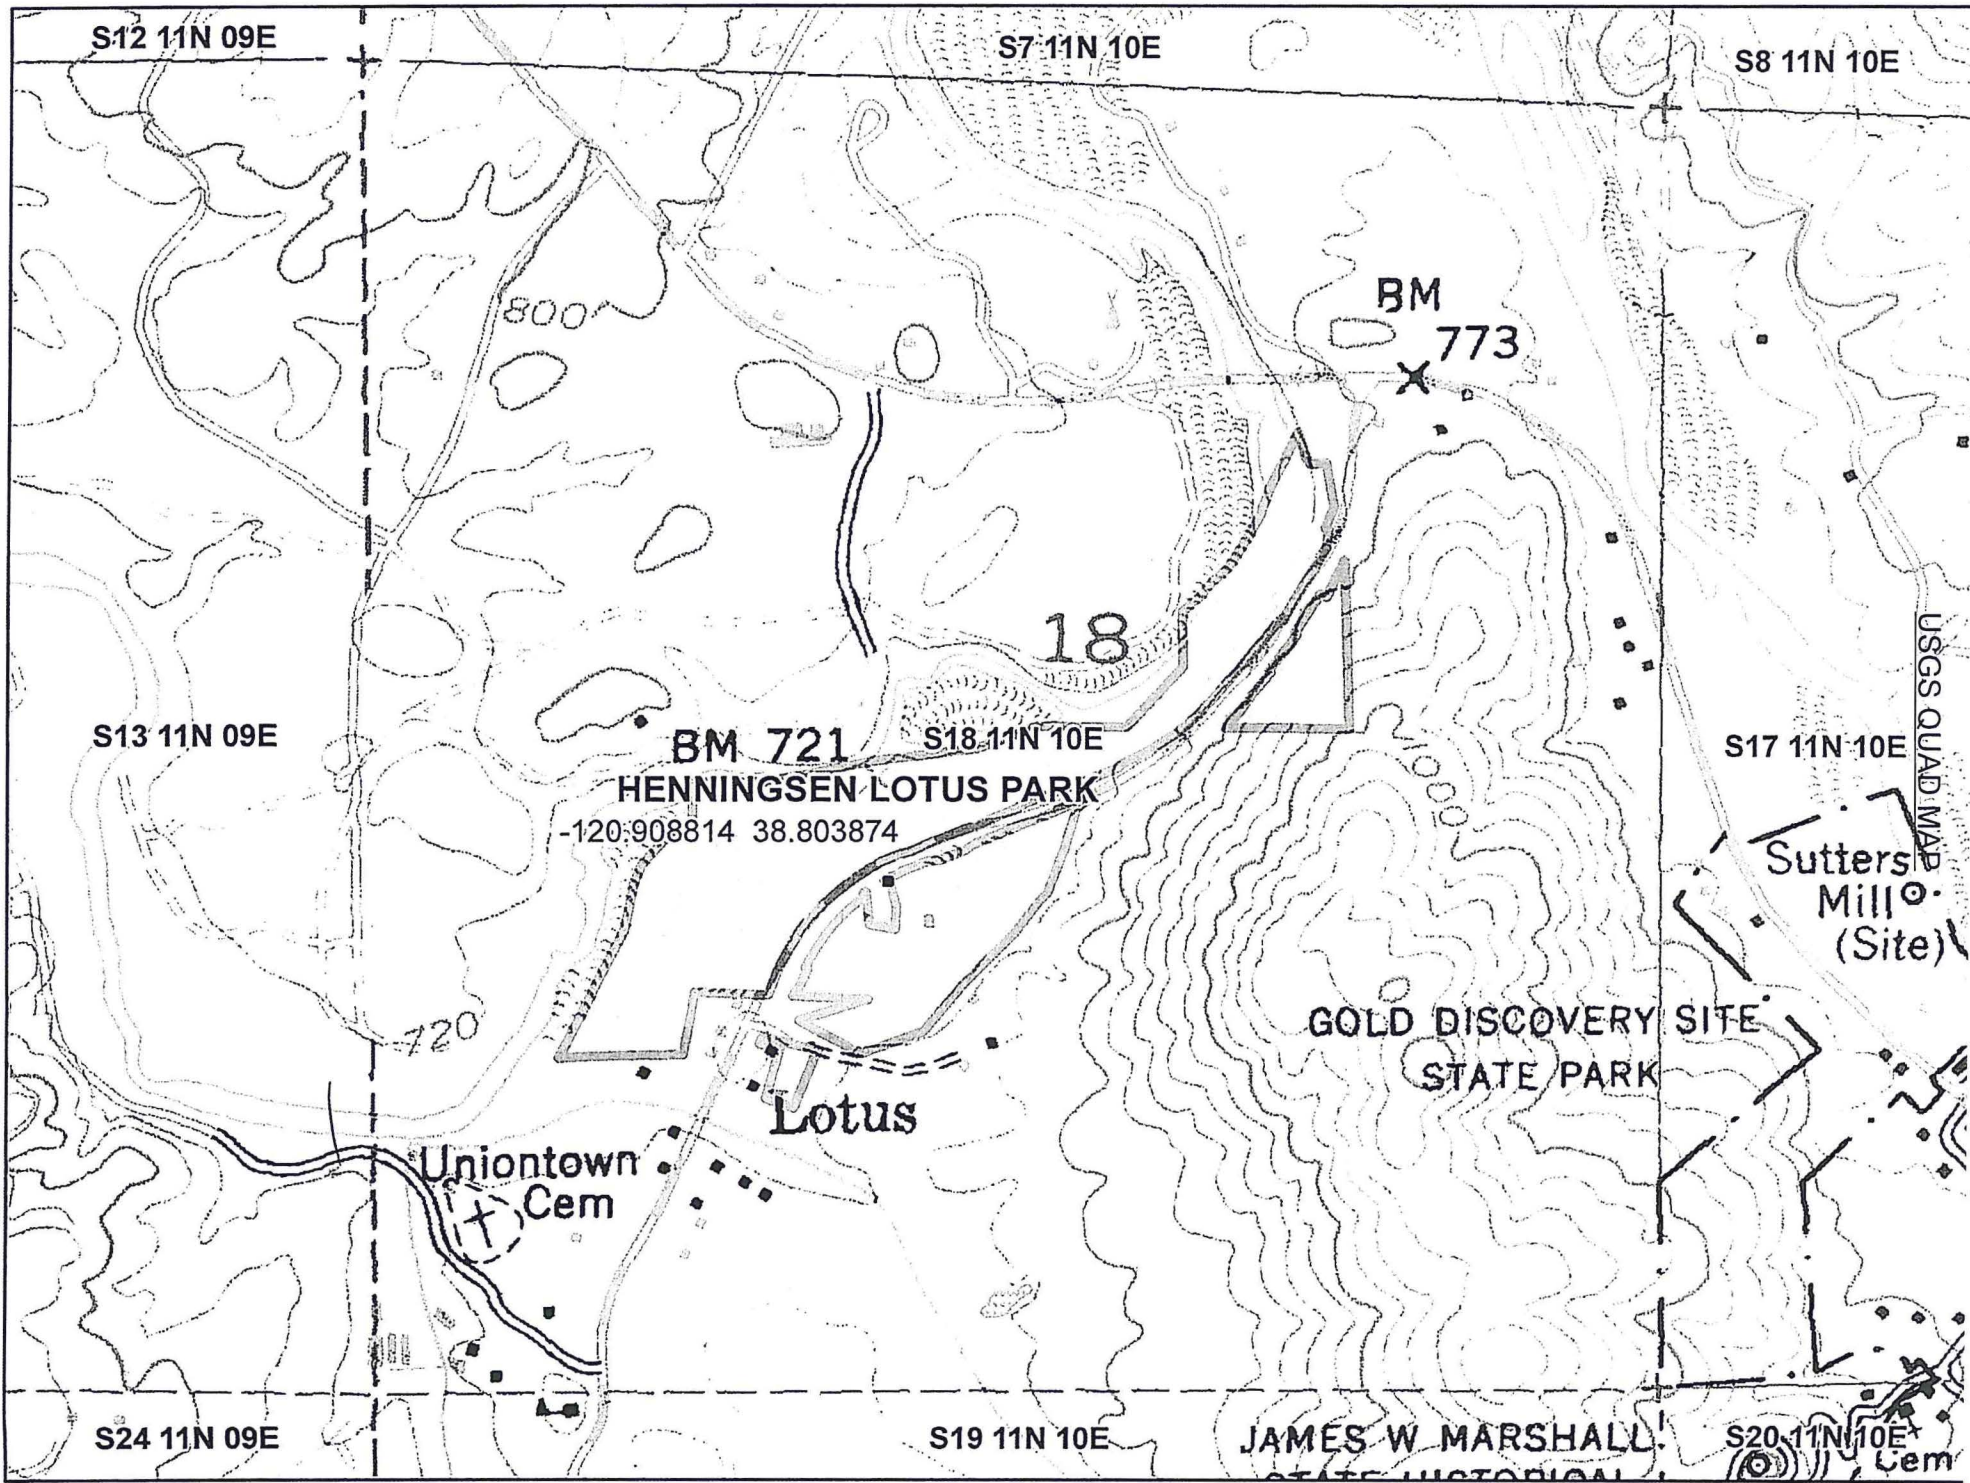 S12 11N 09E
S7 11N 10E
S8 11N 10E
BM
773
800
18
S13 11N 09E
BM 721
S18 11N 10E
S17 11N 10E
HENNINGSEN LOTUS PARK
-120.908814 38.803874
1000
USGS QUAD MAP
Sutters
Mill
(Site)
720
GOLD DISCOVERY SITE
STATE PARK
Lotus
Uniontown
Cem
S24 11N 09E
S19 11N 10E
JAMES W MARSHALL
STATE HISTORICAL
S20 11N 10E
Cem